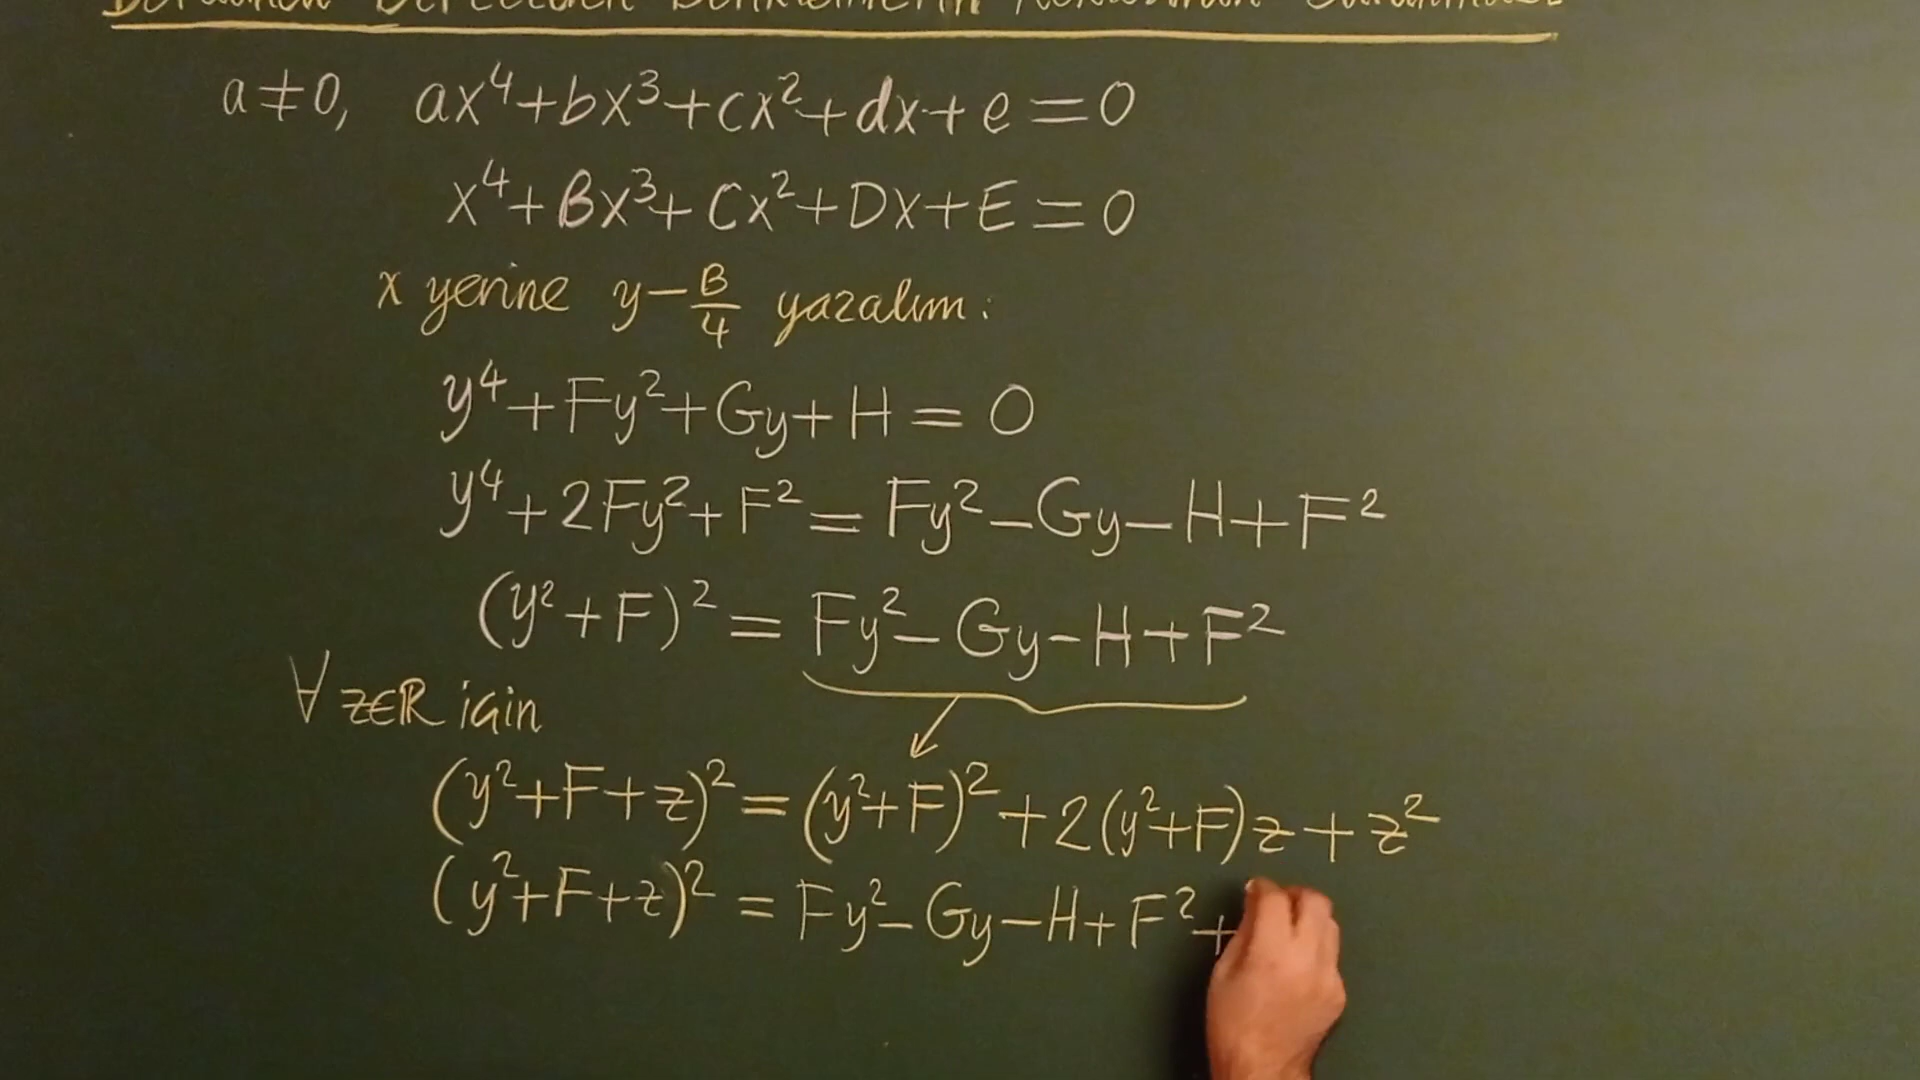 a≠0, ax⁴+bx³+cx²+dx+e=0
x⁴+Bx³+Cx²+Dx+E=0
x yerine y-B/4 yazalım:
y⁴+Fy²+Gy+H=0
y⁴+2Fy²+F²=Fy²-Gy-H+F²
(y²+F)²=Fy²-Gy-H+F²
∀z∈ℝ için
(y²+F+z)²=(y²+F)²+2(y²+F)z+z²
(y²+F+z)²=Fy²-Gy-H+F²+